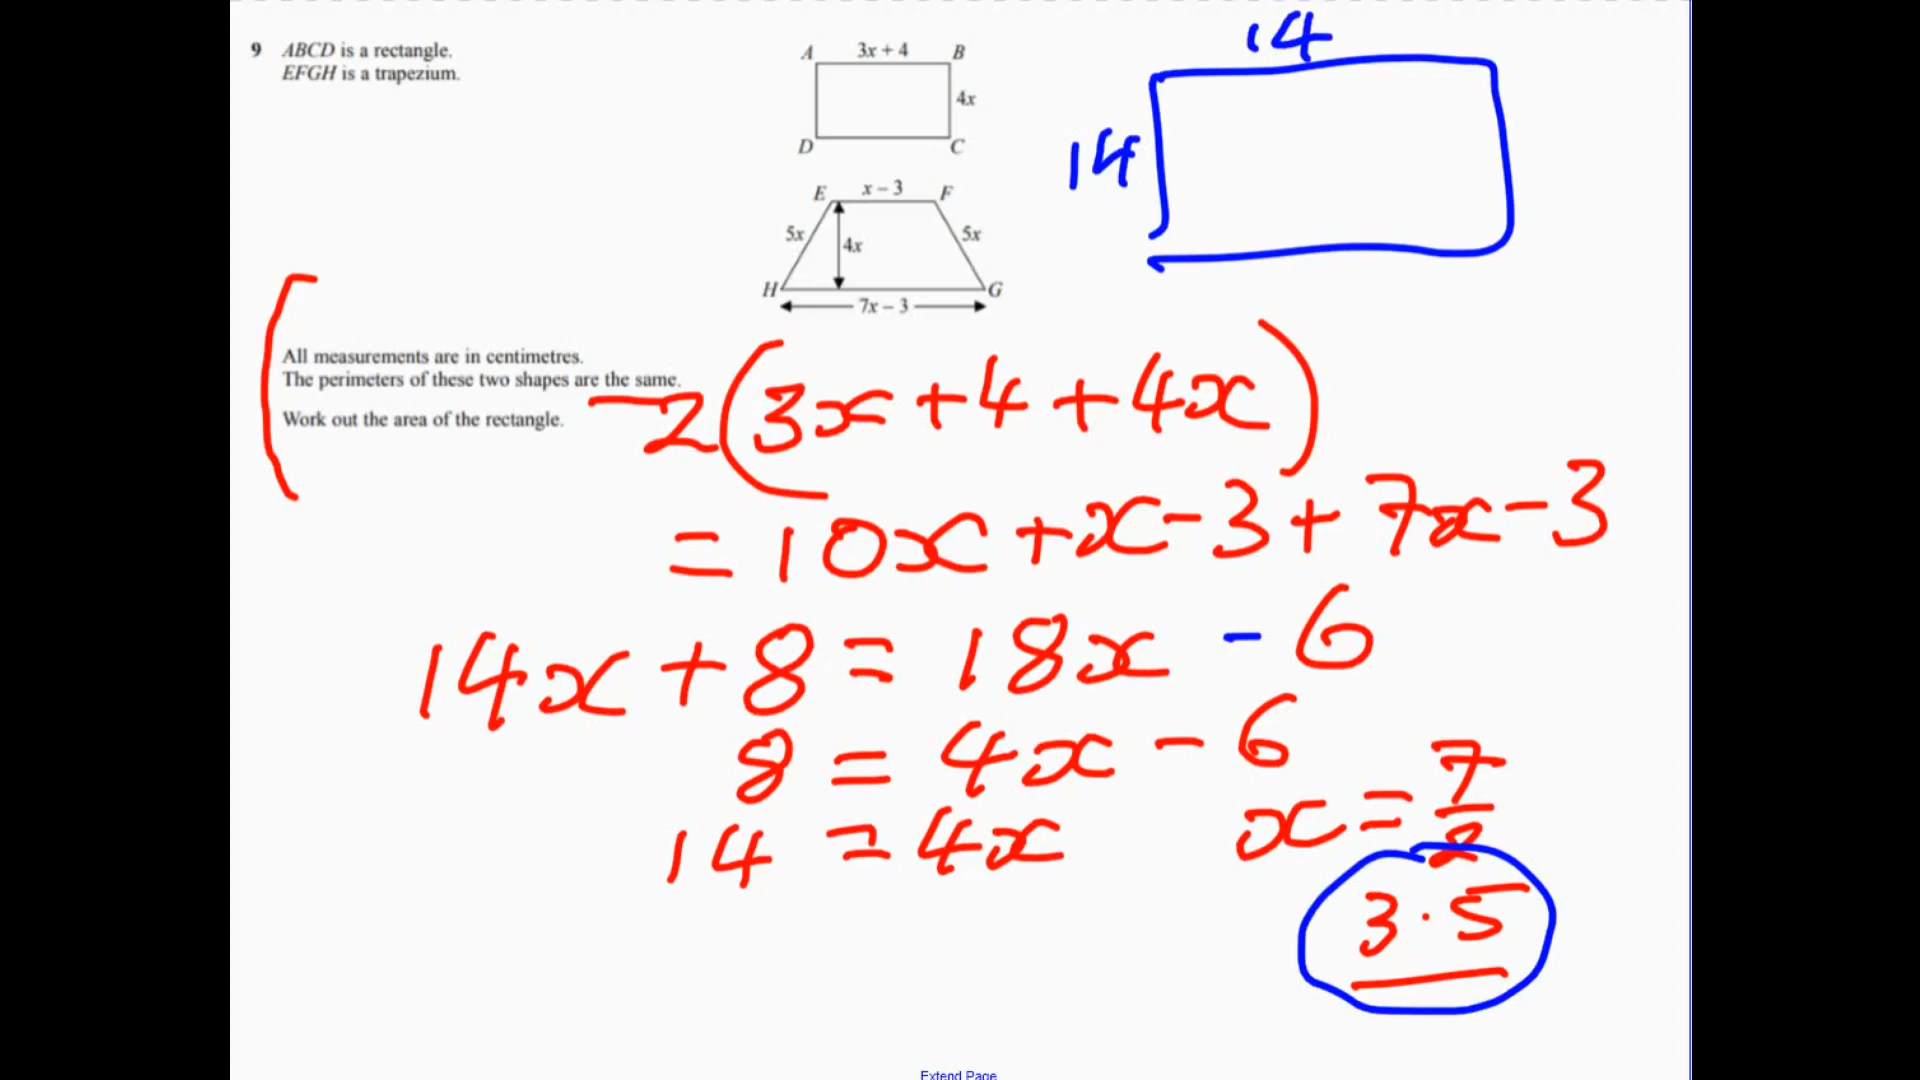 9 ABCD is a rectangle.
EFGH is a trapezium.
A 3x + 4 B
4x
D C
E x – 3 F
5x 4x 5x
H G
7x – 3
14
14
All measurements are in centimetres.
The perimeters of these two shapes are the same.
Work out the area of the rectangle.
2(3x+4+4x)
=10x+x-3+7x-3
14x+8=18x-6
8=4x-6
14=4x
x=7/2
3·5
Extend Page